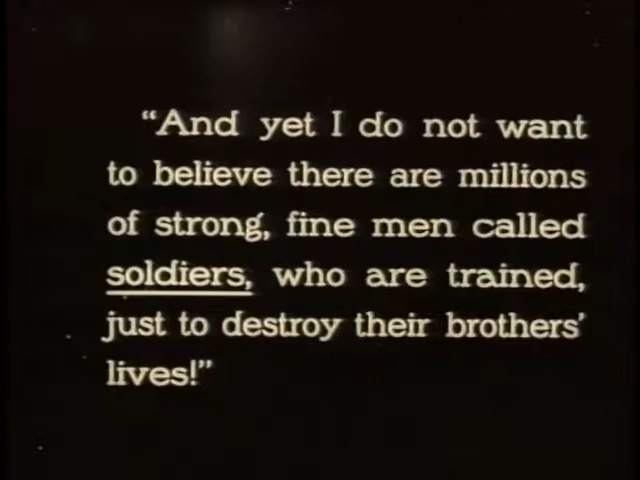 “And yet I do not want
to believe there are millions
of strong, fine men called
soldiers, who are trained,
just to destroy their brothers’
lives!”